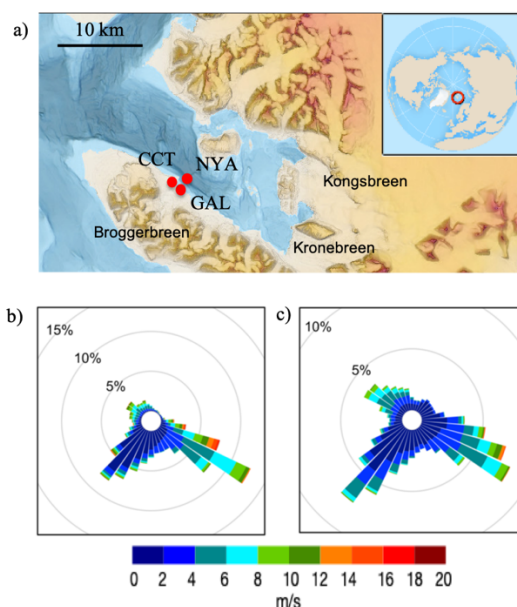 a)
10 km
CCT
NYA
GAL
Kongsbreen
Broggerbreen
Kronebreen
b)
15%
10%
5%
c)
10%
5%
0 2 4 6 8 10 12 14 16 18 20
m/s